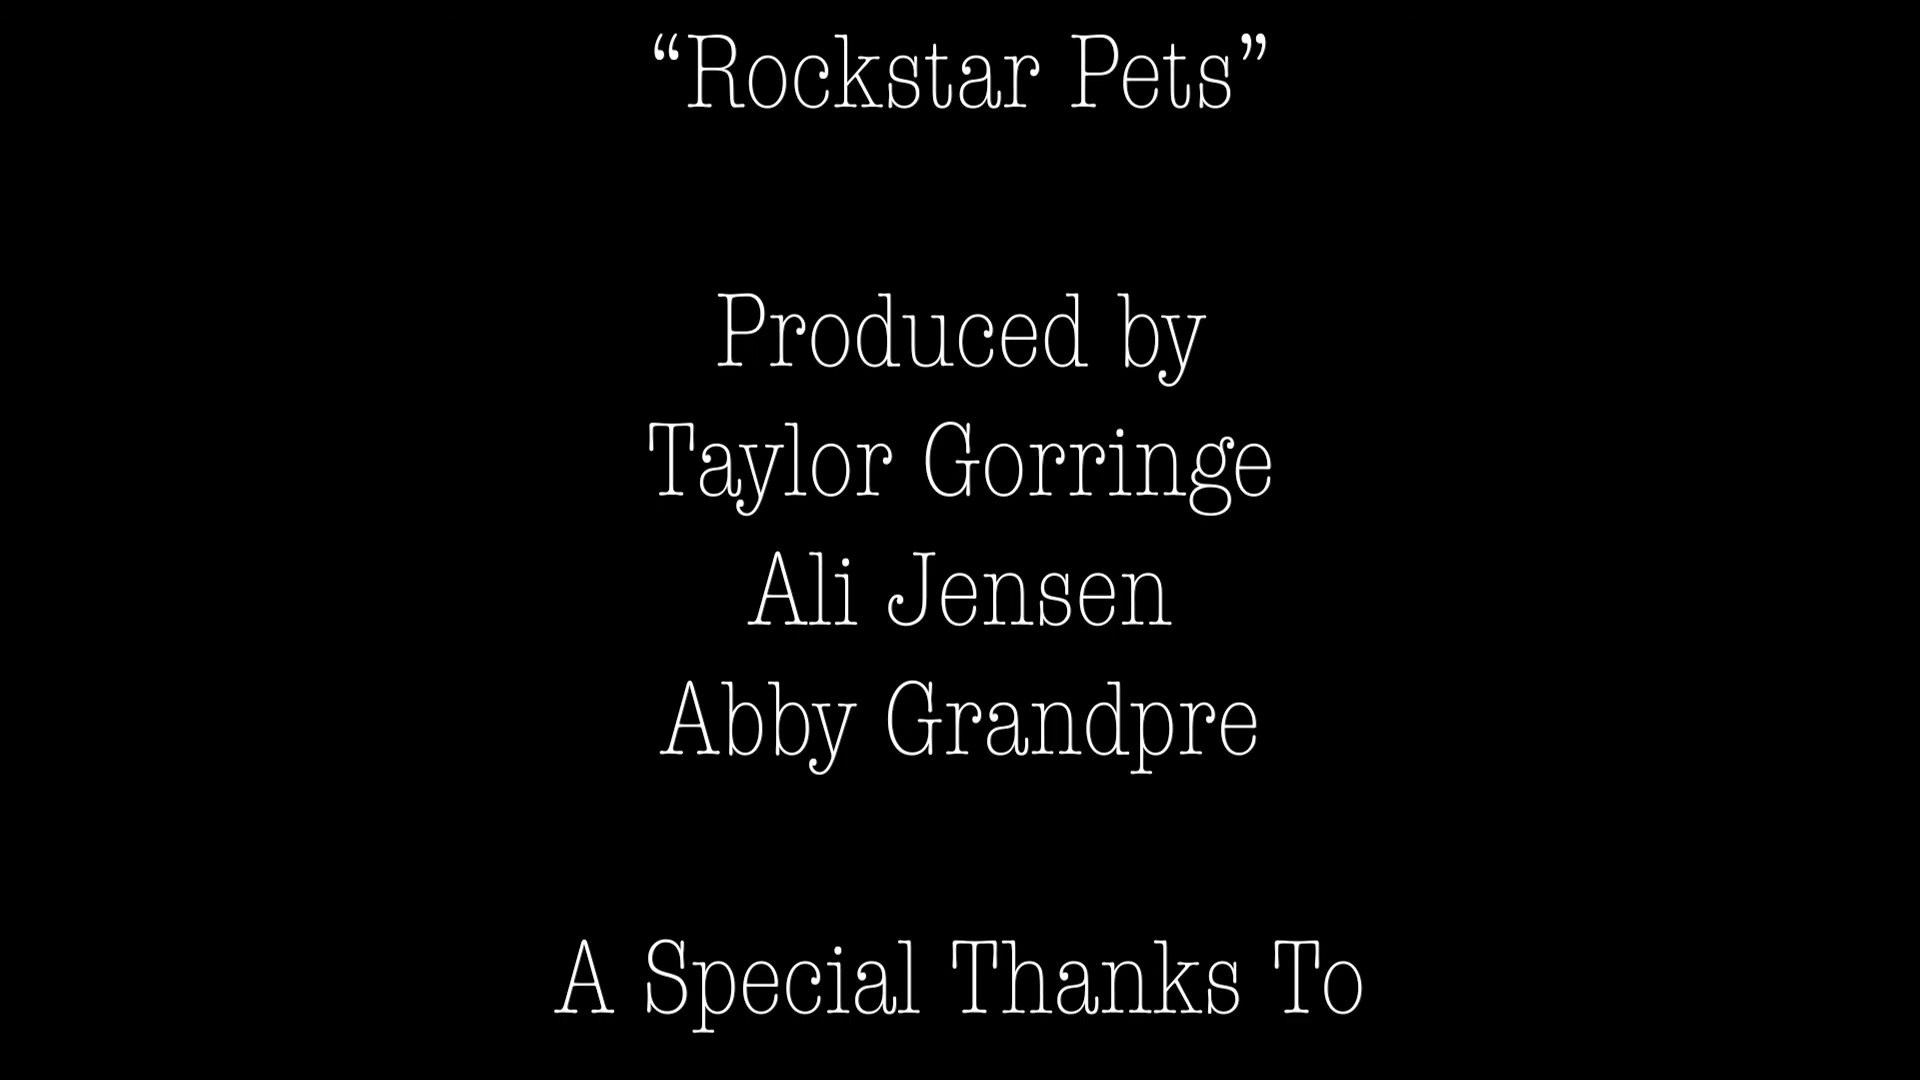 “Rockstar Pets”
Produced by
Taylor Gorringe
Ali Jensen
Abby Grandpre
A Special Thanks To